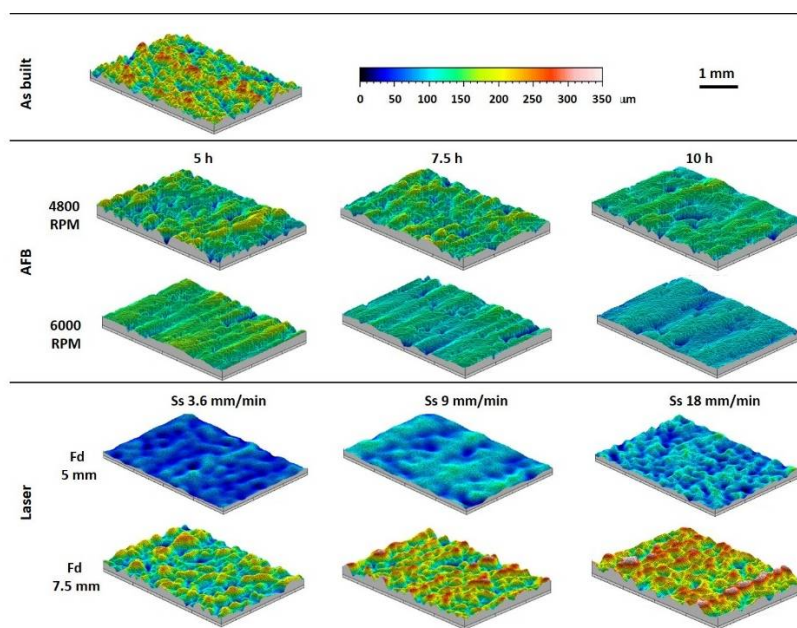 As built
0 50 100 150 200 250 300 350 µm
1 mm
AFB
5 h 7.5 h 10 h
4800
RPM
6000
RPM
Laser
Ss 3.6 mm/min Ss 9 mm/min Ss 18 mm/min
Fd
5 mm
Fd
7.5 mm